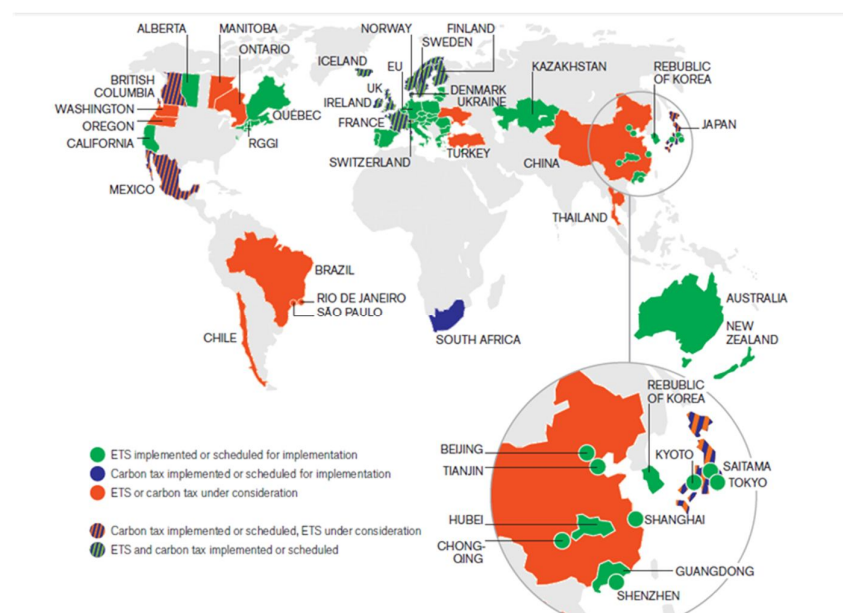 ALBERTA
MANITOBA
ONTARIO
NORWAY
FINLAND
SWEDEN
ICELAND
EU
KAZAKHSTAN
REPUBLIC
OF KOREA
BRITISH
COLUMBIA
UK
DENMARK
UKRAINE
WASHINGTON
IRELAND
QUÉBEC
OREGON
FRANCE
JAPAN
CALIFORNIA
RGGI
SWITZERLAND
TURKEY
CHINA
MEXICO
THAILAND
BRAZIL
RIO DE JANEIRO
SÃO PAULO
AUSTRALIA
CHILE
SOUTH AFRICA
NEW
ZEALAND
REBUBLIC
OF KOREA
BEIJING
KYOTO
TIANJIN
SAITAMA
TOKYO
HUBEI
SHANGHAI
CHONG-
QING
GUANGDONG
SHENZHEN
ETS implemented or scheduled for implementation
Carbon tax implemented or scheduled for implementation
ETS or carbon tax under consideration
Carbon tax implemented or scheduled, ETS under consideration
ETS and carbon tax implemented or scheduled